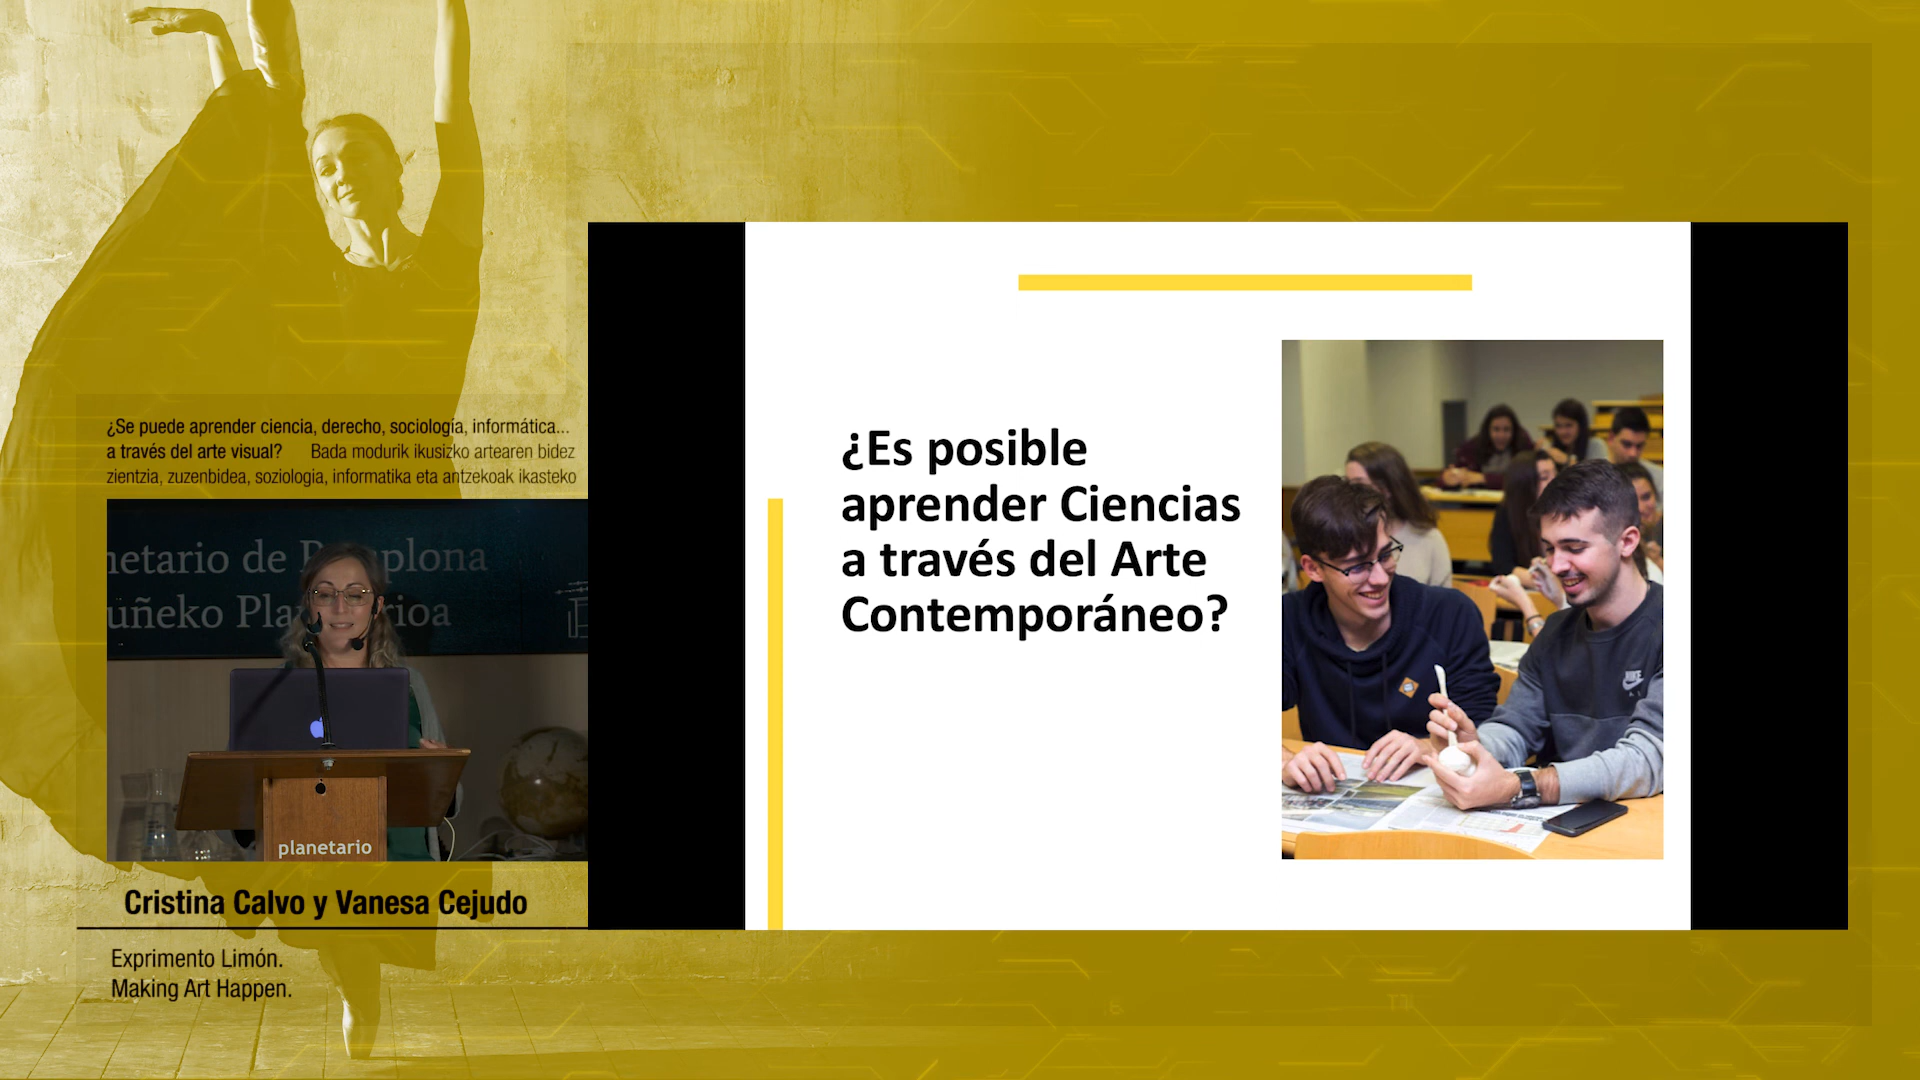 ¿Se puede aprender ciencia, derecho, sociología, informática...
a través del arte visual? Bada modurik ikusizko artearen bidez
zientzia, zuzenbidea, soziologia, informatika eta antzekoak ikasteko
netario de Pamplona
uñeko Planetarioa
planetario
Cristina Calvo y Vanesa Cejudo
Exprimento Limón.
Making Art Happen.
¿Es posible
aprender Ciencias
a través del Arte
Contemporáneo?
NIKE